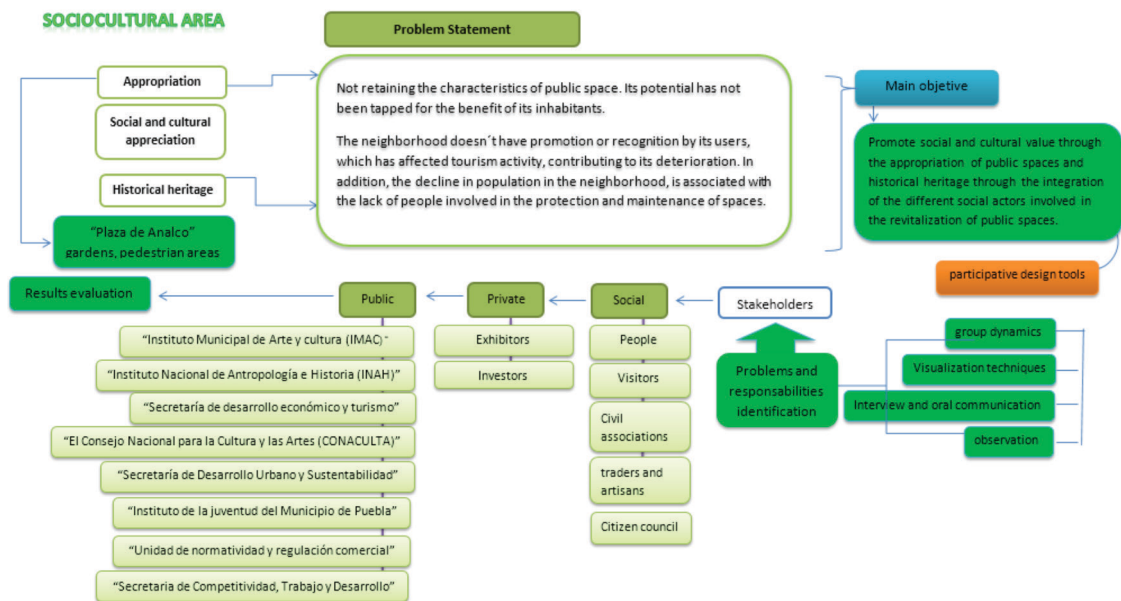 SOCIOCULTURAL AREA
Problem Statement
Appropriation
Social and cultural
appreciation
Historical heritage
"Plaza de Analco"
gardens, pedestrian areas
Not retaining the characteristics of public space. Its potential has not
been tapped for the benefit of its inhabitants.
The neighborhood doesn´t have promotion or recognition by its users,
which has affected tourism activity, contributing to its deterioration. In
addition, the decline in population in the neighborhood, is associated with
the lack of people involved in the protection and maintenance of spaces.
Main objetive
Promote social and cultural value through
the appropriation of public spaces and
historical heritage through the integration
of the different social actors involved in
the revitalization of public spaces.
participative design tools
Results evaluation
Public
Private
Social
Stakeholders
"Instituto Municipal de Arte y cultura (IMAC)"
"Instituto Nacional de Antropología e Historia (INAH)"
"Secretaría de desarrollo económico y turismo"
"El Consejo Nacional para la Cultura y las Artes (CONACULTA)"
"Secretaría de Desarrollo Urbano y Sustentabilidad"
"Instituto de la juventud del Municipio de Puebla"
"Unidad de normatividad y regulación comercial"
"Secretaria de Competitividad, Trabajo y Desarrollo"
Exhibitors
Investors
People
Visitors
Civil
associations
traders and
artisans
Citizen council
Problems and
responsabilities
identification
group dynamics
Visualization techniques
Interview and oral communication
observation